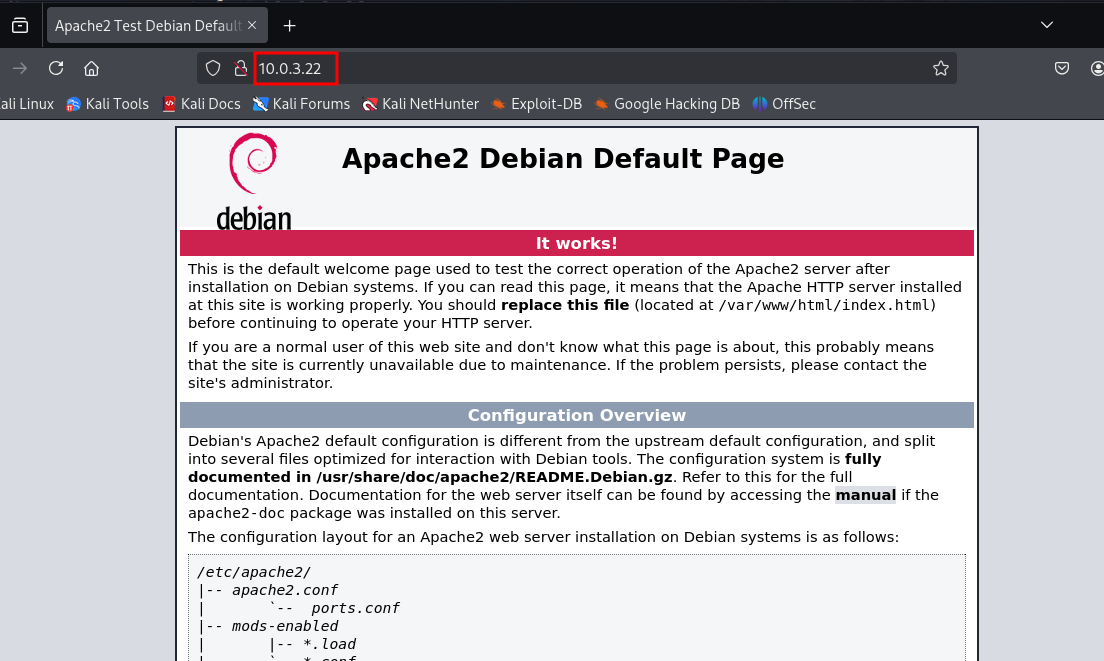 Apache2 Test Debian Default
10.0.3.22
ali Linux Kali Tools Kali Docs Kali Forums Kali NetHunter Exploit-DB Google Hacking DB OffSec
debian
Apache2 Debian Default Page
It works!
This is the default welcome page used to test the correct operation of the Apache2 server after
installation on Debian systems. If you can read this page, it means that the Apache HTTP server installed
at this site is working properly. You should replace this file (located at /var/www/html/index.html)
before continuing to operate your HTTP server.
If you are a normal user of this web site and don't know what this page is about, this probably means
that the site is currently unavailable due to maintenance. If the problem persists, please contact the
site's administrator.
Configuration Overview
Debian's Apache2 default configuration is different from the upstream default configuration, and split
into several files optimized for interaction with Debian tools. The configuration system is fully
documented in /usr/share/doc/apache2/README.Debian.gz. Refer to this for the full
documentation. Documentation for the web server itself can be found by accessing the manual if the
apache2-doc package was installed on this server.
The configuration layout for an Apache2 web server installation on Debian systems is as follows:
/etc/apache2/
|-- apache2.conf
|       `--  ports.conf
|-- mods-enabled
|       |-- *.load
|       `-- *.conf